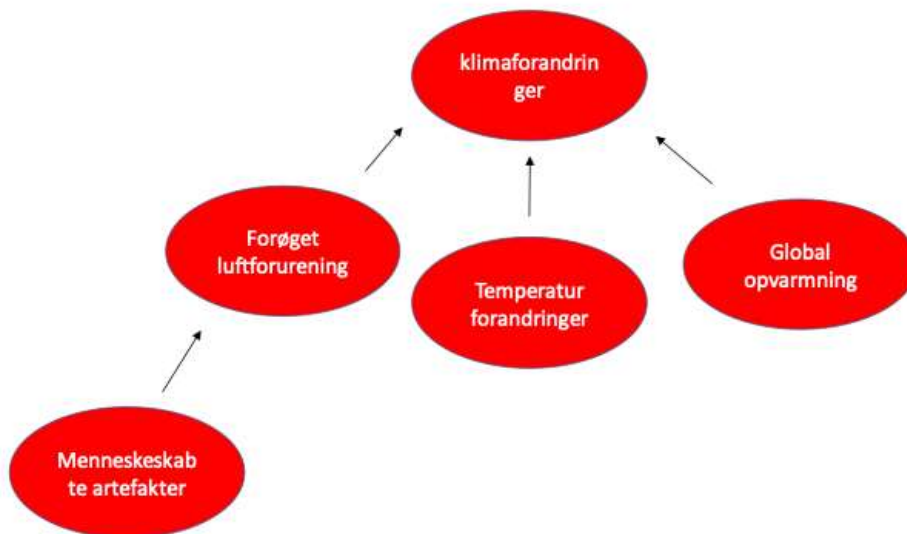 klimaforandrin
ger
Forøget
luftforurening
Temperatur
forandringer
Global
opvarmning
Menneskeskab
te artefakter